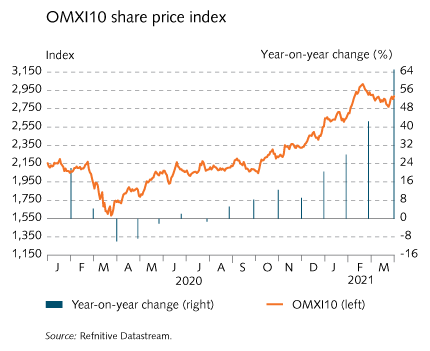 OMXI10 share price index
Index Year-on-year change (%)
3,150 64
2,950 56
2,750 48
2,550 40
2,350 32
2,150 24
1,950 16
1,750 8
1,550 0
1,350 -8
1,150 -16
J F M A M J J A S O N D J F M
2020 2021
Year-on-year change (right) OMXI10 (left)
Source: Refnitive Datastream.